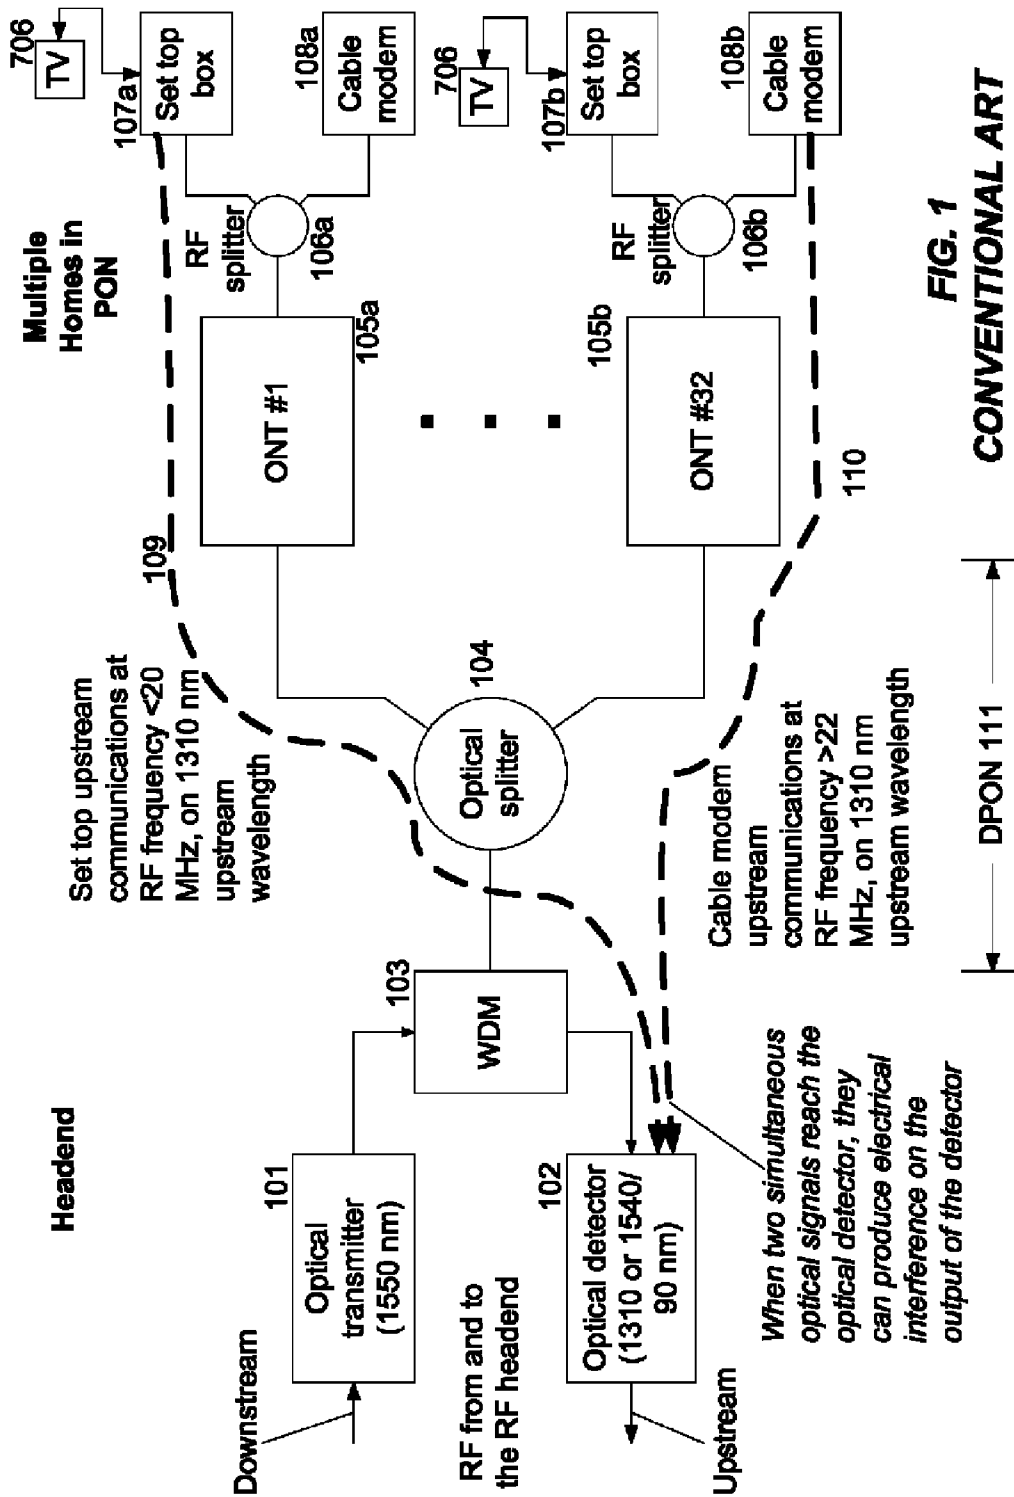 Headend
Multiple
Homes in
PON
Downstream
101
Optical
transmitter
(1550 nm)
RF from and to
the RF headend
102
Optical detector
(1310 or 1540/
90 nm)
Upstream
103
WDM
When two simultaneous
optical signals reach the
optical detector, they
can produce electrical
interference on the
output of the detector
Set top upstream
communications at
RF frequency <20
MHz, on 1310 nm
upstream
wavelength
109
104
Optical
splitter
Cable modem
upstream
communications at
RF frequency >22
MHz, on 1310 nm
upstream wavelength
110
DPON 111
ONT #1
105a
ONT #32
105b
RF
splitter
106a
RF
splitter
106b
706
TV
107a
Set top
box
108a
Cable
modem
706
TV
107b
Set top
box
108b
Cable
modem
FIG. 1
CONVENTIONAL ART